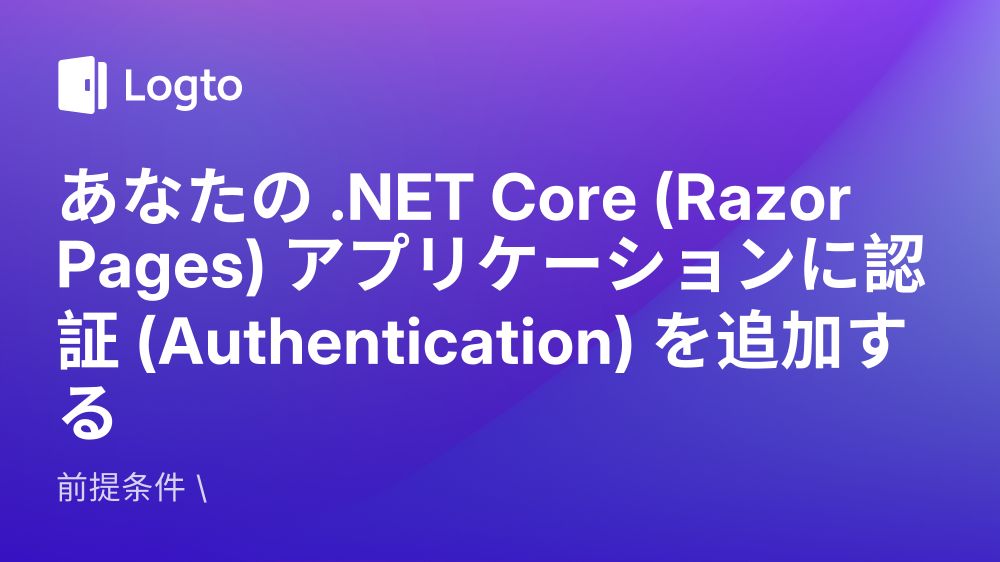 Logto
あなたの .NET Core (Razor
Pages) アプリケーションに認
証 (Authentication) を追加す
る
前提条件 \